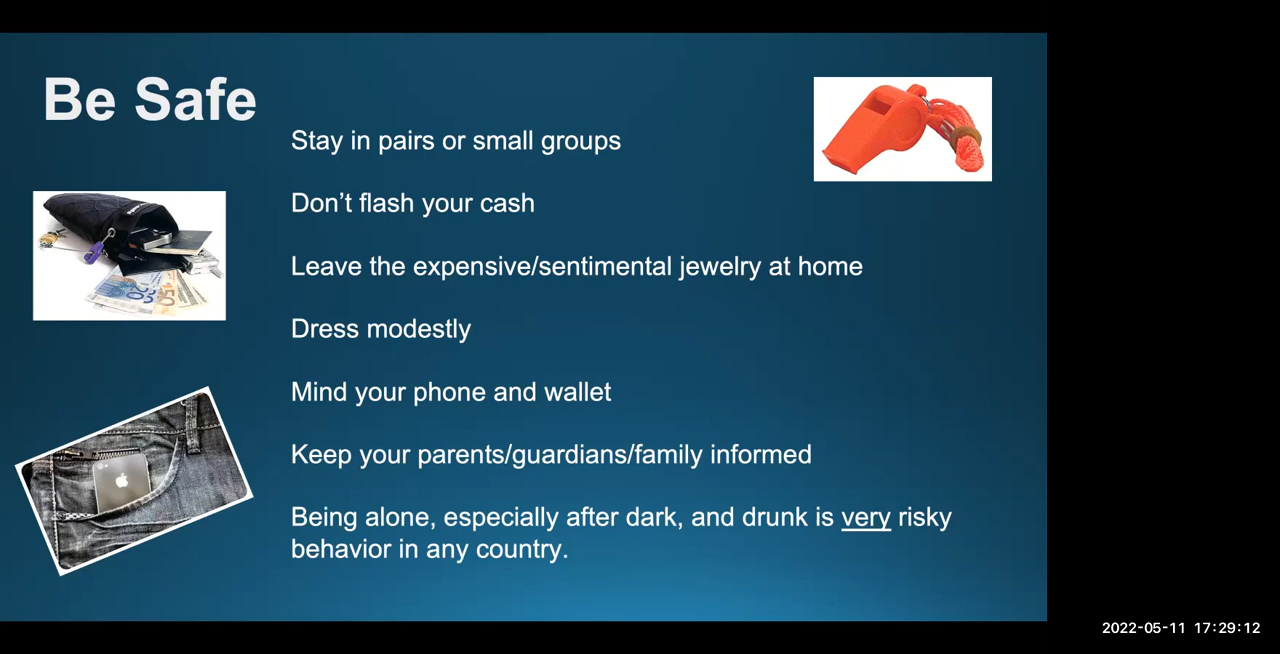 Be Safe
Stay in pairs or small groups
Don’t flash your cash
Leave the expensive/sentimental jewelry at home
Dress modestly
Mind your phone and wallet
Keep your parents/guardians/family informed
Being alone, especially after dark, and drunk is very risky
behavior in any country.
2022-05-11 17:29:12